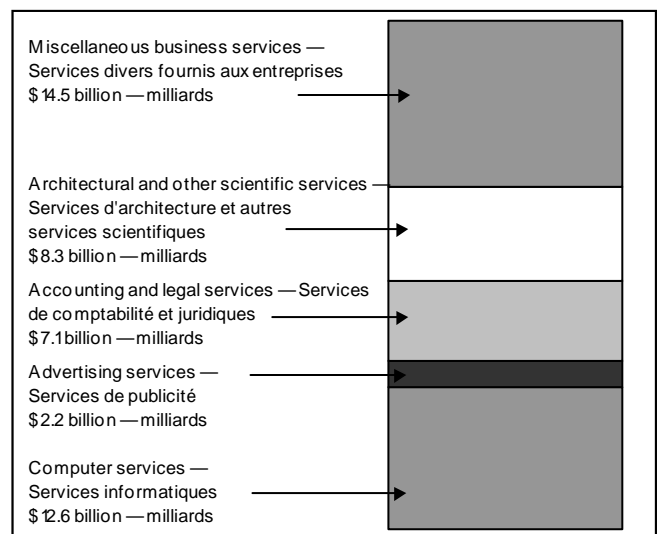 Miscellaneous business services —
Services divers fournis aux entreprises
$14.5 billion — milliards
Architectural and other scientific services —
Services d'architecture et autres
services scientifiques
$8.3 billion — milliards
Accounting and legal services — Services
de comptabilité et juridiques
$7.1 billion — milliards
Advertising services —
Services de publicité
$2.2 billion — milliards
Computer services —
Services informatiques
$12.6 billion — milliards